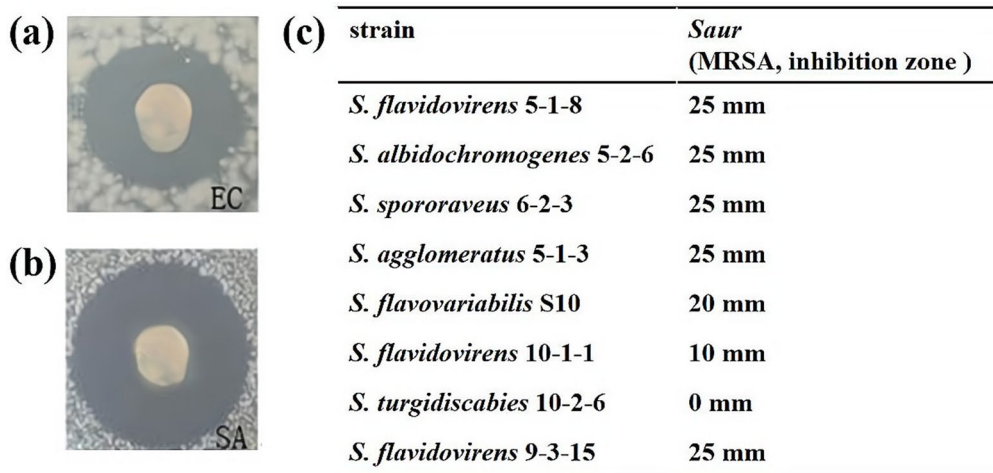 (a)
EC
(b)
SA
(c)
strain Saur
(MRSA, inhibition zone )
S. flavidovirens 5-1-8 25 mm
S. albidochromogenes 5-2-6 25 mm
S. spororaveus 6-2-3 25 mm
S. agglomeratus 5-1-3 25 mm
S. flavovariabilis S10 20 mm
S. flavidovirens 10-1-1 10 mm
S. turgidiscabies 10-2-6 0 mm
S. flavidovirens 9-3-15 25 mm